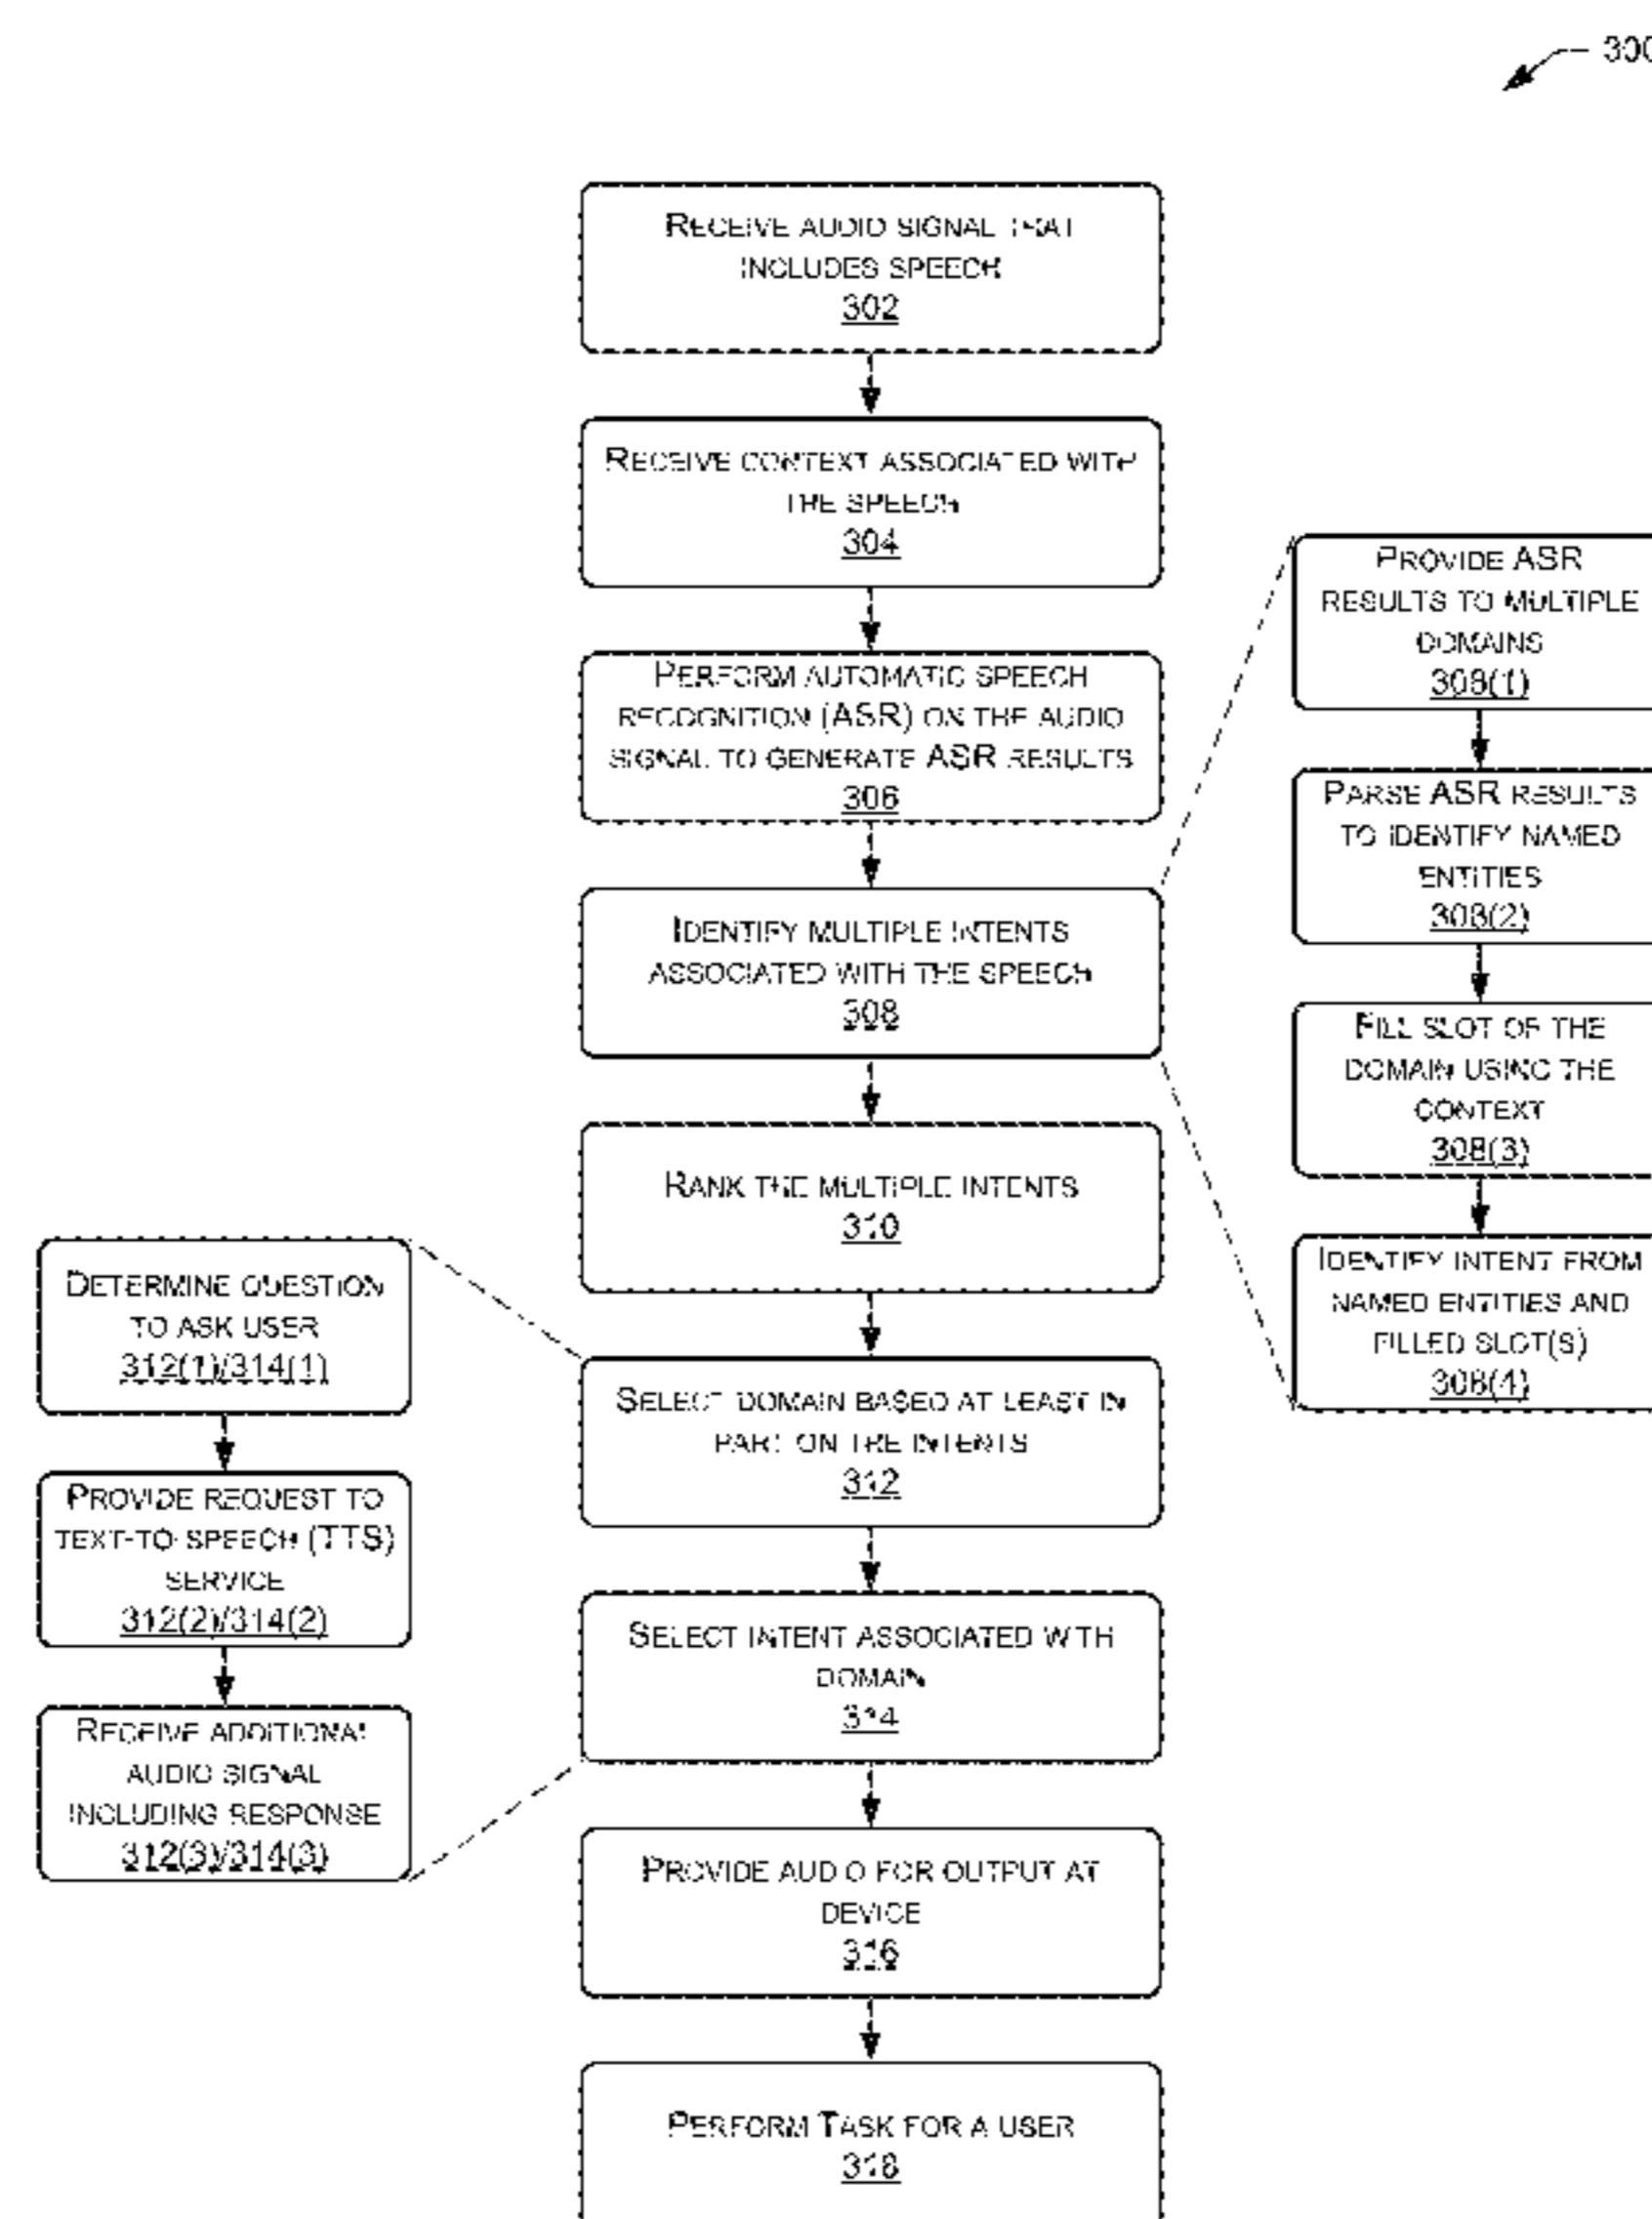 300
RECEIVE AUDIO SIGNAL THAT
INCLUDES SPEECH
302
RECEIVE CONTEXT ASSOCIATED WITH
THE SPEECH
304
PERFORM AUTOMATIC SPEECH
RECOGNITION (ASR) ON THE AUDIO
SIGNAL TO GENERATE ASR RESULTS
306
IDENTIFY MULTIPLE INTENTS
ASSOCIATED WITH THE SPEECH
308
PROVIDE ASR
RESULTS TO MULTIPLE
DOMAINS
308(1)
PARSE ASR RESULTS
TO IDENTIFY NAMED
ENTITIES
308(2)
FILL SLOT OF THE
DOMAIN USING THE
CONTEXT
308(3)
IDENTIFY INTENT FROM
NAMED ENTITIES AND
FILLED SLOT(S)
308(4)
RANK THE MULTIPLE INTENTS
310
SELECT DOMAIN BASED AT LEAST IN
PART ON THE INTENTS
312
DETERMINE QUESTION
TO ASK USER
312(1)/314(1)
PROVIDE REQUEST TO
TEXT-TO-SPEECH (TTS)
SERVICE
312(2)/314(2)
RECEIVE ADDITIONAL
AUDIO SIGNAL
INCLUDING RESPONSE
312(3)/314(3)
SELECT INTENT ASSOCIATED WITH
DOMAIN
314
PROVIDE AUDIO FOR OUTPUT AT
DEVICE
316
PERFORM TASK FOR A USER
318